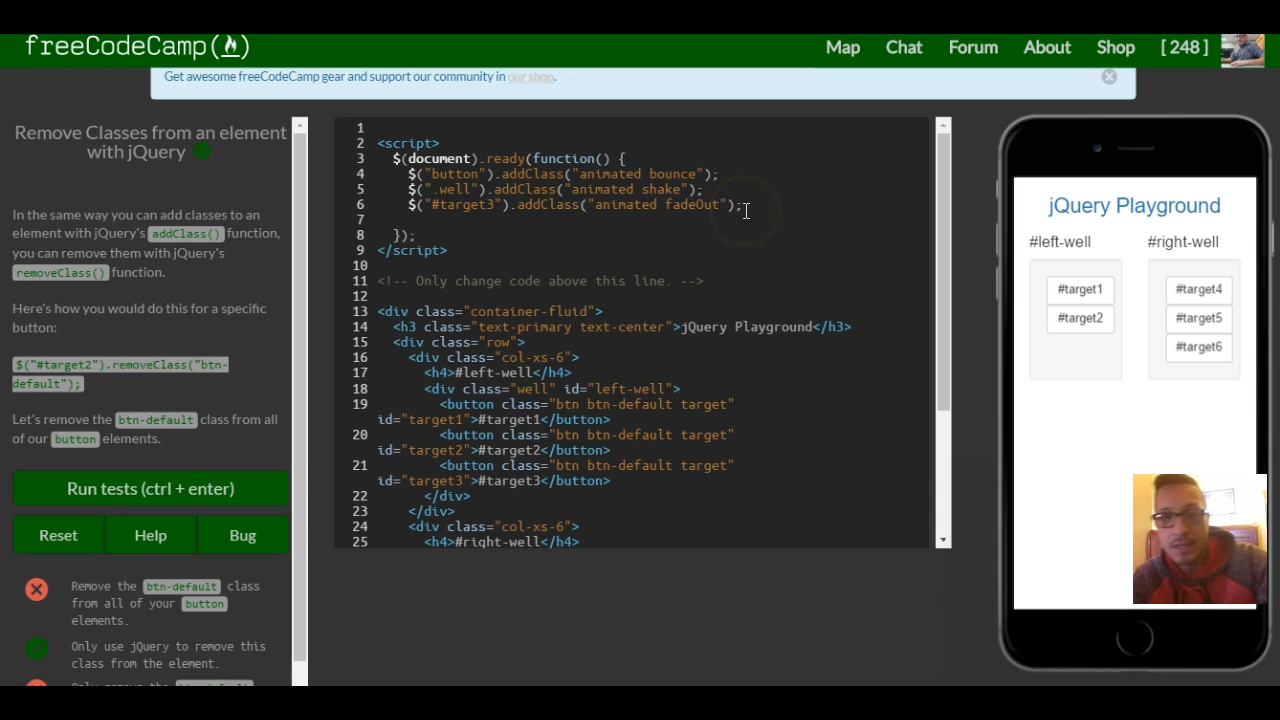 freeCodeCamp(🔥)
Map Chat Forum About Shop [ 248 ]
Get awesome freeCodeCamp gear and support our community in our shop.
Remove Classes from an element
with jQuery
In the same way you can add classes to an
element with jQuery's addClass() function,
you can remove them with jQuery's
removeClass() function.
Here's how you would do this for a specific
button:
$("#target2").removeClass("btn-
default");
Let's remove the btn-default class from all
of our button elements.
Run tests (ctrl + enter)
Reset Help Bug
Remove the btn-default class
from all of your button
elements.
Only use jQuery to remove this
class from the element.
1
2 <script>
3 $(document).ready(function() {
4 $("button").addClass("animated bounce");
5 $(".well").addClass("animated shake");
6 $("#target3").addClass("animated fadeOut");
7
8 });
9 </script>
10
11 <!-- Only change code above this line. -->
12
13 <div class="container-fluid">
14 <h3 class="text-primary text-center">jQuery Playground</h3>
15 <div class="row">
16 <div class="col-xs-6">
17 <h4>#left-well</h4>
18 <div class="well" id="left-well">
19 <button class="btn btn-default target"
id="target1">#target1</button>
20 <button class="btn btn-default target"
id="target2">#target2</button>
21 <button class="btn btn-default target"
id="target3">#target3</button>
22 </div>
23 </div>
24 <div class="col-xs-6">
25 <h4>#right-well</h4>
jQuery Playground
#left-well #right-well
#target1 #target4
#target2 #target5
#target6